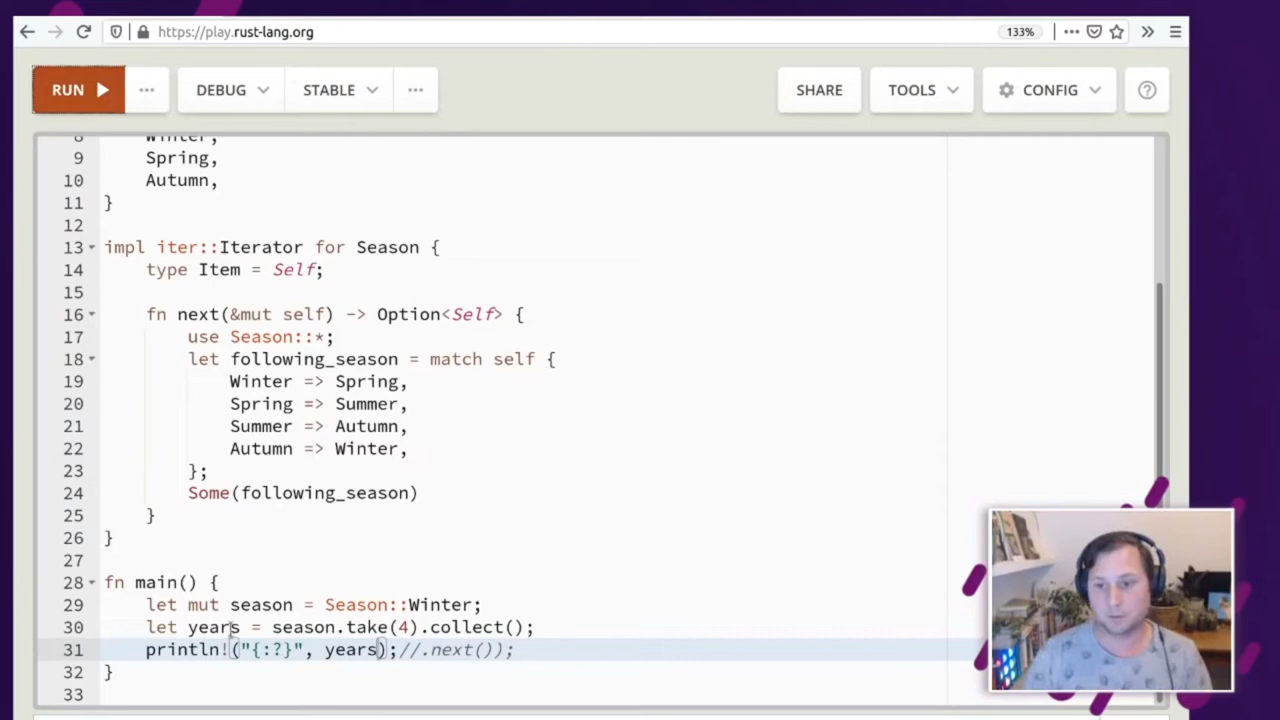 https://play.rust-lang.org 133%
RUN DEBUG STABLE SHARE TOOLS CONFIG
8 Winter,
9 Spring,
10 Autumn,
11 }
12
13 impl iter::Iterator for Season {
14 type Item = Self;
15
16 fn next(&mut self) -> Option<Self> {
17 use Season::*;
18 let following_season = match self {
19 Winter => Spring,
20 Spring => Summer,
21 Summer => Autumn,
22 Autumn => Winter,
23 };
24 Some(following_season)
25 }
26 }
27
28 fn main() {
29 let mut season = Season::Winter;
30 let years = season.take(4).collect();
31 println!("{:?}", years);//.next());
32 }
33